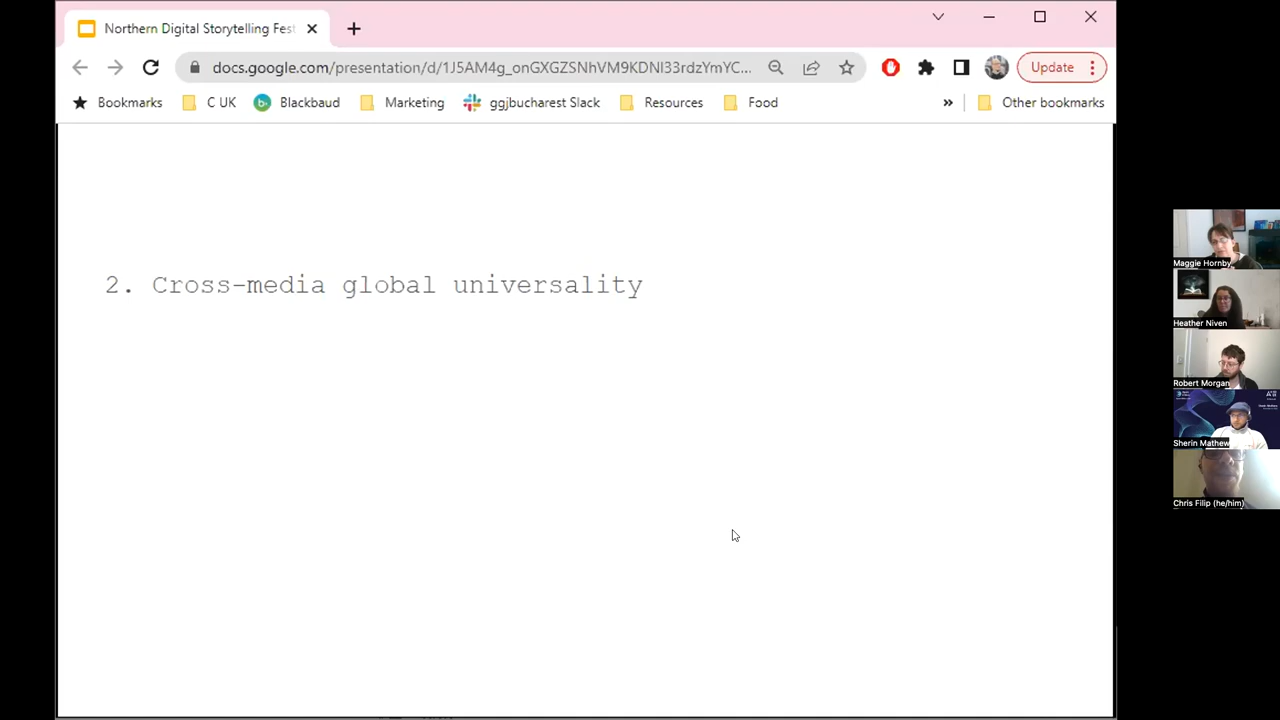 Northern Digital Storytelling Fest
docs.google.com/presentation/d/1J5AM4g_onGXGZSNhVM9KDNI33rdzYmYC...
Update
Bookmarks
C UK
Blackbaud
Marketing
ggjbucharest Slack
Resources
Food
»
Other bookmarks
2. Cross-media global universality
Maggie Hornby
Heather Niven
Robert Morgan
Sherin Mathew
Chris Filip (he/him)